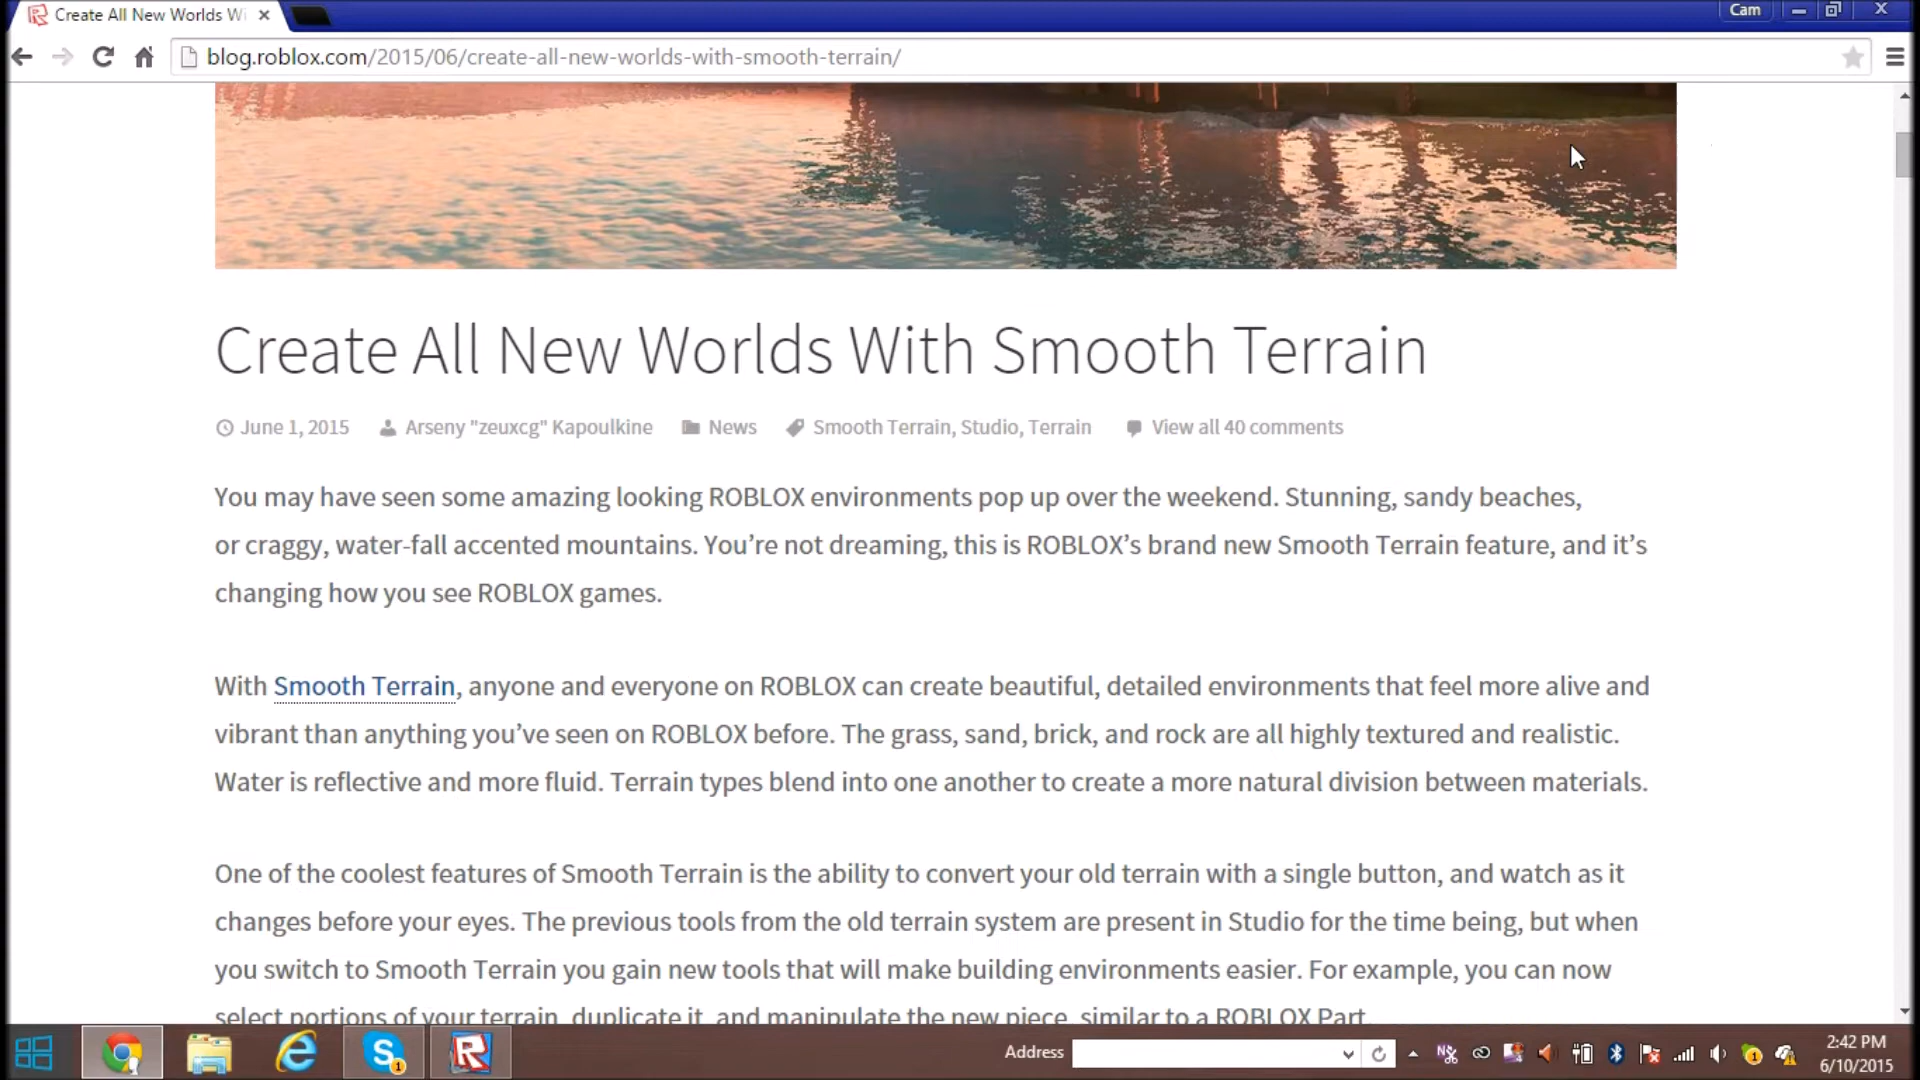 Create All New Worlds Wi
Cam
blog.roblox.com/2015/06/create-all-new-worlds-with-smooth-terrain/
Create All New Worlds With Smooth Terrain
June 1, 2015 Arseny "zeuxcg" Kapoulkine News Smooth Terrain, Studio, Terrain View all 40 comments
You may have seen some amazing looking ROBLOX environments pop up over the weekend. Stunning, sandy beaches,
or craggy, water-fall accented mountains. You’re not dreaming, this is ROBLOX’s brand new Smooth Terrain feature, and it’s
changing how you see ROBLOX games.
With Smooth Terrain, anyone and everyone on ROBLOX can create beautiful, detailed environments that feel more alive and
vibrant than anything you’ve seen on ROBLOX before. The grass, sand, brick, and rock are all highly textured and realistic.
Water is reflective and more fluid. Terrain types blend into one another to create a more natural division between materials.
One of the coolest features of Smooth Terrain is the ability to convert your old terrain with a single button, and watch as it
changes before your eyes. The previous tools from the old terrain system are present in Studio for the time being, but when
you switch to Smooth Terrain you gain new tools that will make building environments easier. For example, you can now
select portions of your terrain, duplicate it, and manipulate the new piece, similar to a ROBLOX Part.
Address
2:42 PM
6/10/2015